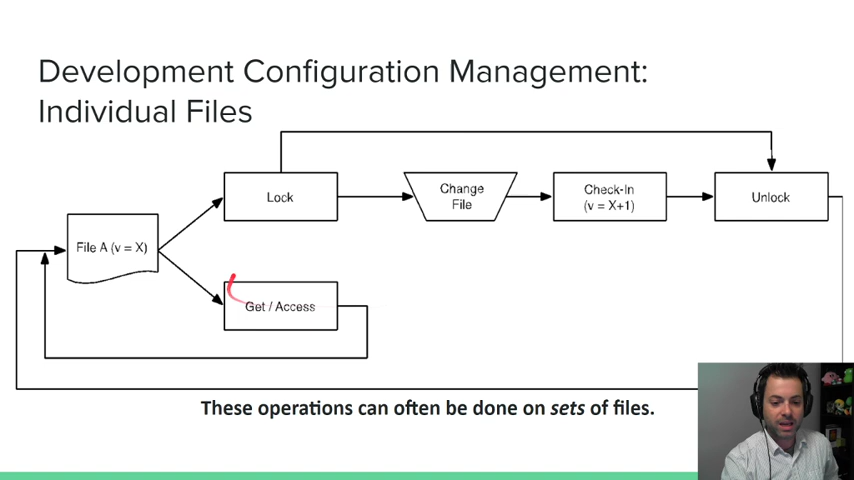 Development Configuration Management:
Individual Files
Lock
Change
File
Check-In
(v = X+1)
Unlock
File A (v = X)
Get / Access
These operations can often be done on sets of files.